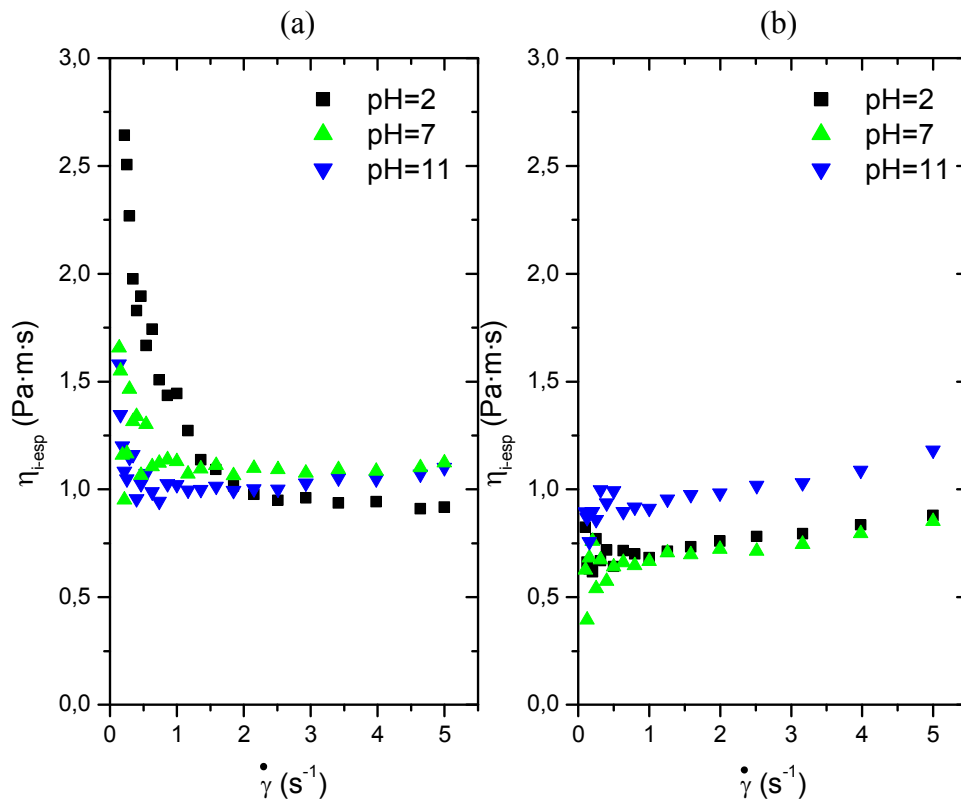 (a)
(b)
3,0
2,5
2,0
1,5
1,0
0,5
0,0
η_{i-esp} (Pa·m·s)
pH=2
pH=7
pH=11
0 1 2 3 4 5
γ̇ (s⁻¹)
3,0
2,5
2,0
1,5
1,0
0,5
0,0
η_{i-esp} (Pa·m·s)
pH=2
pH=7
pH=11
0 1 2 3 4 5
γ̇ (s⁻¹)